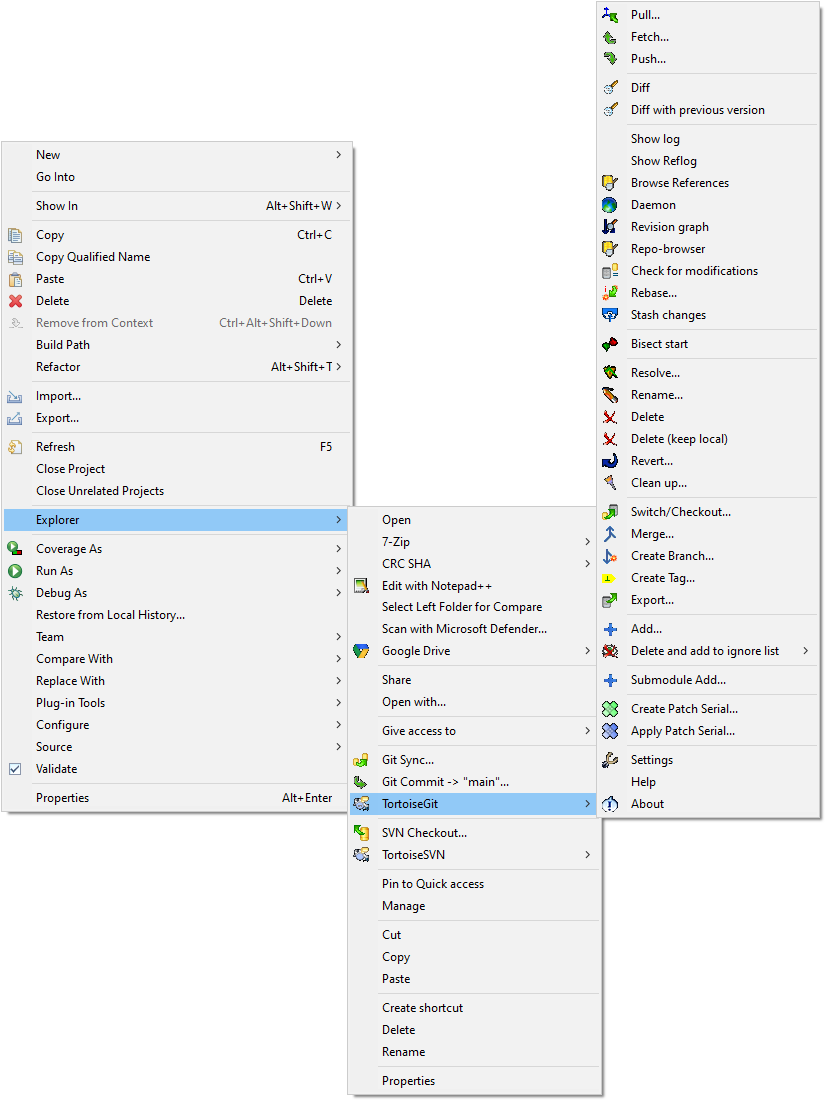 New
Go Into
Show In Alt+Shift+W
Copy Ctrl+C
Copy Qualified Name
Paste Ctrl+V
Delete Delete
Remove from Context Ctrl+Alt+Shift+Down
Build Path
Refactor Alt+Shift+T
Import...
Export...
Refresh F5
Close Project
Close Unrelated Projects
Explorer
Coverage As
Run As
Debug As
Restore from Local History...
Team
Compare With
Replace With
Plug-in Tools
Configure
Source
Validate
Properties Alt+Enter
Open
7-Zip
CRC SHA
Edit with Notepad++
Select Left Folder for Compare
Scan with Microsoft Defender...
Google Drive
Share
Open with...
Give access to
Git Sync...
Git Commit -> "main"...
TortoiseGit
SVN Checkout...
TortoiseSVN
Pin to Quick access
Manage
Cut
Copy
Paste
Create shortcut
Delete
Rename
Properties
Pull...
Fetch...
Push...
Diff
Diff with previous version
Show log
Show Reflog
Browse References
Daemon
Revision graph
Repo-browser
Check for modifications
Rebase...
Stash changes
Bisect start
Resolve...
Rename...
Delete
Delete (keep local)
Revert...
Clean up...
Switch/Checkout...
Merge...
Create Branch...
Create Tag...
Export...
Add...
Delete and add to ignore list
Submodule Add...
Create Patch Serial...
Apply Patch Serial...
Settings
Help
About